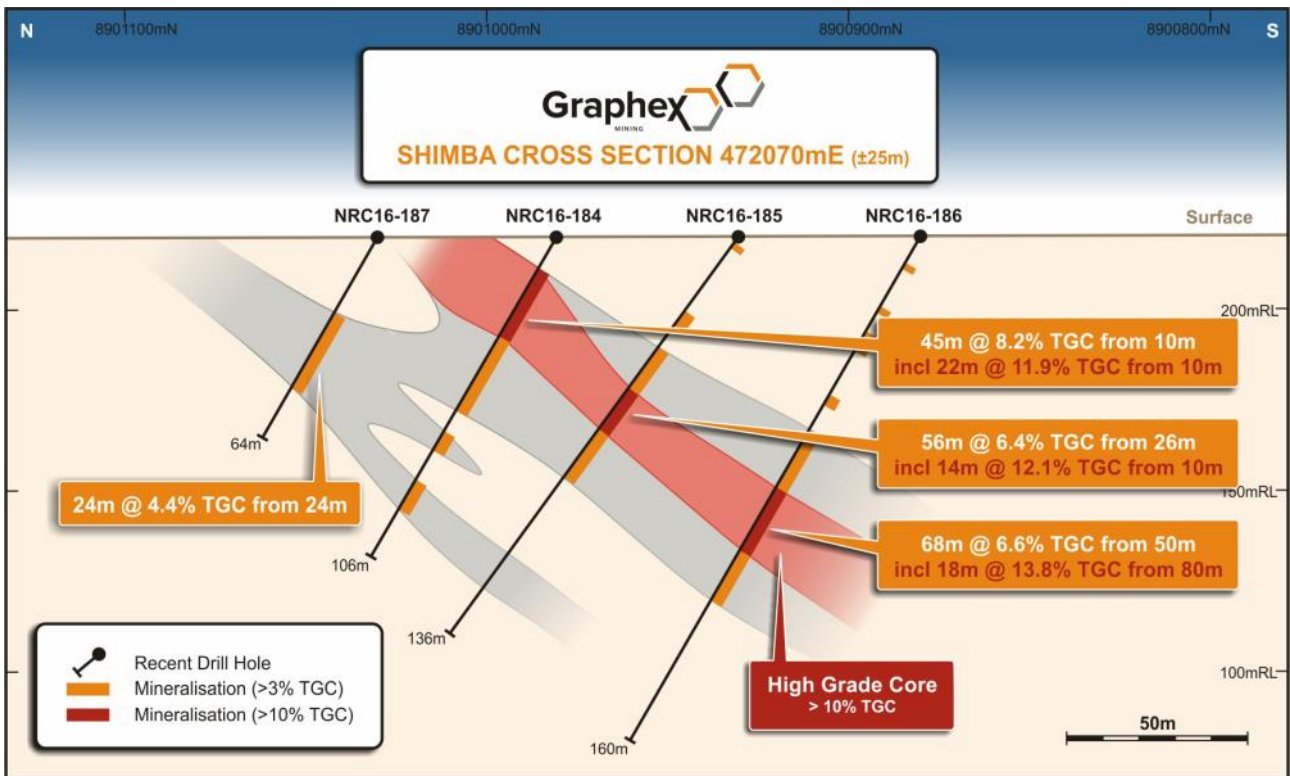 N
8901100mN
8901000mN
8900900mN
8900800mN
S
Graphex
MINING
SHIMBA CROSS SECTION 472070mE (±25m)
NRC16-187
NRC16-184
NRC16-185
NRC16-186
Surface
200mRL
45m @ 8.2% TGC from 10m
incl 22m @ 11.9% TGC from 10m
56m @ 6.4% TGC from 26m
incl 14m @ 12.1% TGC from 10m
64m
150mRL
24m @ 4.4% TGC from 24m
68m @ 6.6% TGC from 50m
incl 18m @ 13.8% TGC from 80m
106m
136m
High Grade Core
> 10% TGC
100mRL
Recent Drill Hole
Mineralisation (>3% TGC)
Mineralisation (>10% TGC)
50m
160m